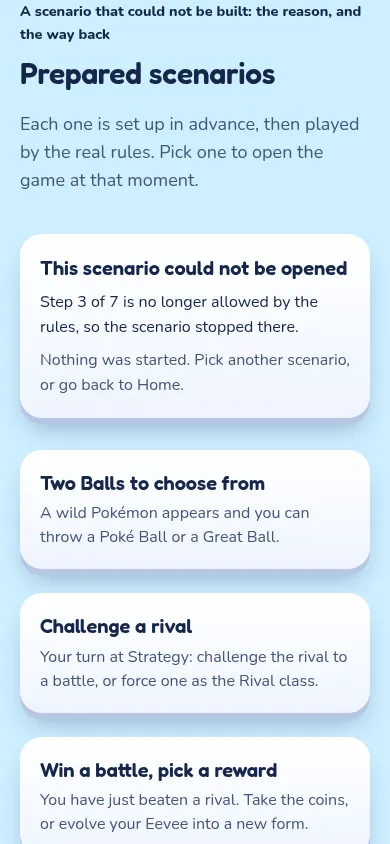 A scenario that could not be built: the reason, and
the way back
Prepared scenarios
Each one is set up in advance, then played
by the real rules. Pick one to open the
game at that moment.
This scenario could not be opened
Step 3 of 7 is no longer allowed by the
rules, so the scenario stopped there.
Nothing was started. Pick another scenario,
or go back to Home.
Two Balls to choose from
A wild Pokémon appears and you can
throw a Poké Ball or a Great Ball.
Challenge a rival
Your turn at Strategy: challenge the rival to
a battle, or force one as the Rival class.
Win a battle, pick a reward
You have just beaten a rival. Take the coins,
or evolve your Eevee into a new form.